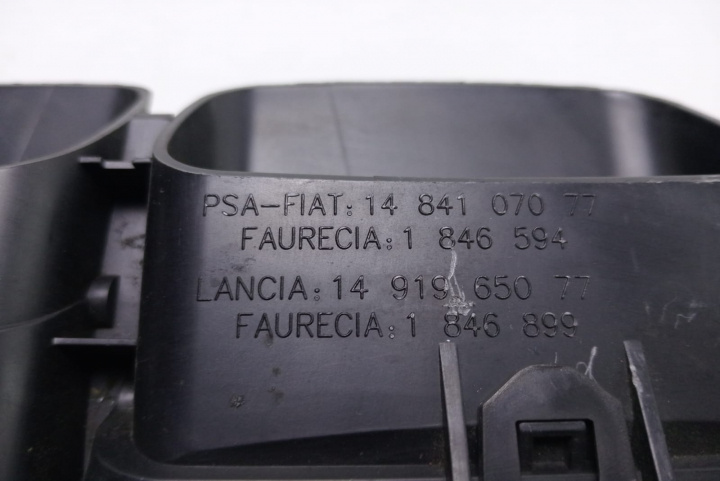 PSA-FIAT: 14 841 070 77
FAURECIA: 1 846 594
LANCIA: 14 919 650 77
FAURECIA: 1 846 899